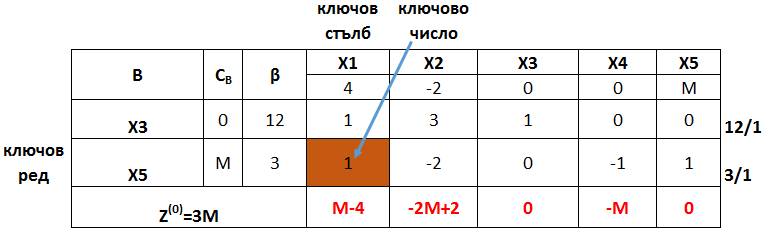 ключов ключово
стълб число
B C_B β X1 X2 X3 X4 X5
4 -2 0 0 M
X3 0 12 1 3 1 0 0 12/1
ключов ред X5 M 3 1 -2 0 -1 1 3/1
Z^(0)=3M M-4 -2M+2 0 -M 0